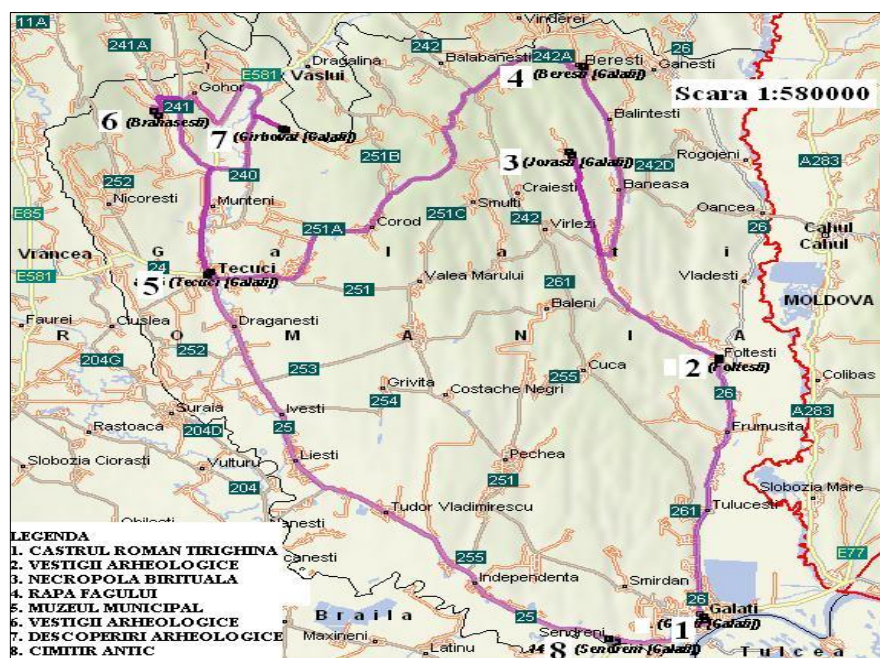 11A
241A
Vinderei
242
26
Balabanesti
242A
Beresti
Ganesti
4 (Beresti [Galati])
Dragalina
E581
Vaslui
Gohor
241
6
(Brahasesti)
7 (Girbovat [Galati])
Scara 1:580000
Balintesti
251B
3 (Jorasti [Galati])
Rogojeni
A283
242D
240
252
Nicoresti
Munteni
Craiesti
Smulti
Baneasa
E85
251A
Corod
251C
242
Virlezi
Oancea
26
Cahul
Cahul
Vrancea
G a l a t i
24
E581
Tecuci
5 (Tecuci [Galati])
251
Valea Marului
261
Vladesti
MOLDOVA
Baleni
Faurei
R O M A N I A
Cuslea
Draganesti
204G
252
Foltesti
2 (Foltesti)
253
Cuca
255
Grivita
254
Costache Negri
Colibas
26
A283
Suraia
Ivesti
25
Rastoaca
204D
Frumusita
Liesti
Pechea
Slobozia Ciorasti
Vulturu
251
204
Slobozia Mare
Tudor Vladimirescu
261
Tulucesti
E77
255
Independenta
Smirdan
26
Galati
1
Braila
25
Sendreni
8 (Sendreni [Galati])
Maximeni
Latinu
Tulcea
LEGENDA
1. CASTRUL ROMAN TIRIGHINA
2. VESTIGII ARHEOLOGICE
3. NECROPOLA BIRITUALA
4. RAPA FAGULUI
5. MUZEUL MUNICIPAL
6. VESTIGII ARHEOLOGICE
7. DESCOPERIRI ARHEOLOGICE
8. CIMITIR ANTIC